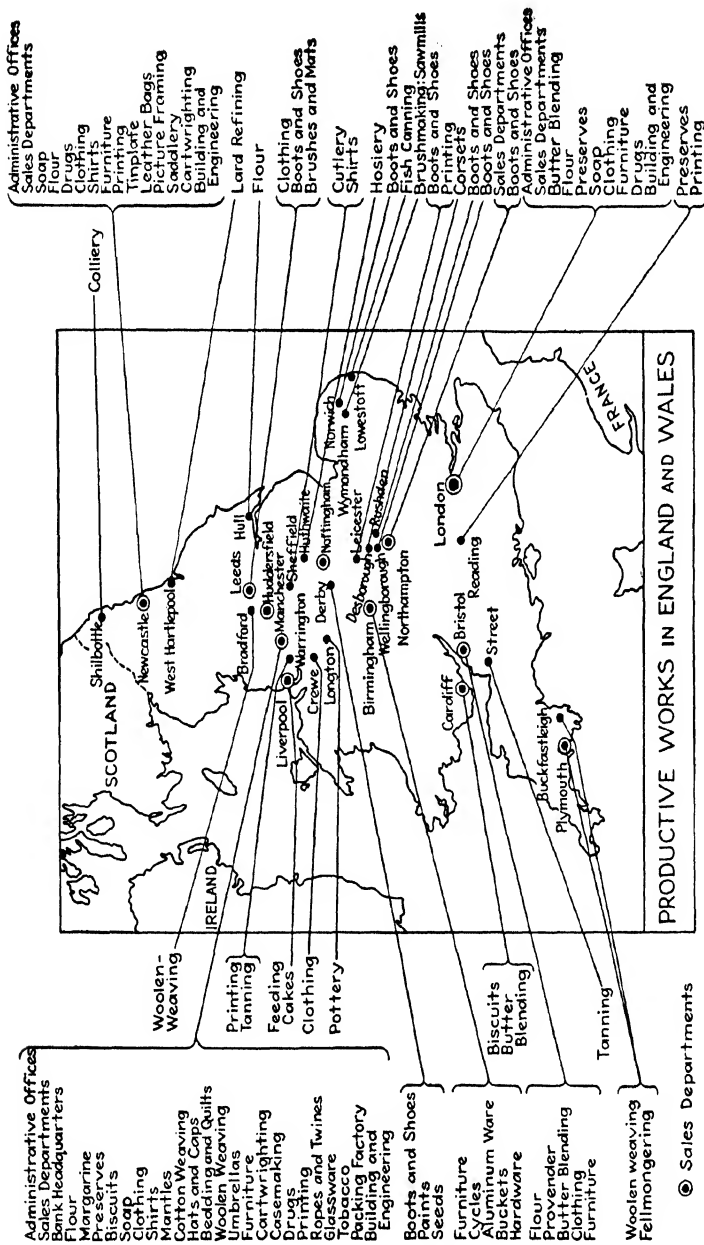 Administrative Offices
Sales Departments
Bank Headquarters
Flour
Margarine
Preserves
Biscuits
Soap
Clothing
Shirts
Mantles
Cotton Weaving
Hats and Caps
Bedding and Quilts
Woolen Weaving
Umbrellas
Furniture
Cartwrighting
Casemaking
Drugs
Printing
Ropes and Twines
Glassware
Tobacco
Packing Factory
Building and
Engineering
Boots and Shoes
Paints
Seeds
Furniture
Cycles
Aluminum Ware
Buckets
Hardware
Flour
Provender
Butter Blending
Clothing
Furniture
Woolen weaving
Fellmongering
Woolen-
Weaving
Printing
Tanning
Feeding
Cakes
Clothing
Pottery
Biscuits
Butter
Blending
Tanning
Sales Departments
SCOTLAND
IRELAND
FRANCE
Shilbottle
Newcastle
West Hartlepool
Bradford
Leeds
Hull
Huddersfield
Manchester
Sheffield
Huthwaite
Liverpool
Warrington
Crewe
Longton
Derby
Nottingham
Norwich
Wymondham
Lowestoft
Leicester
Desborough
Rushden
Wellingborough
Birmingham
Northampton
London
Reading
Cardiff
Bristol
Street
Buckfastleigh
Plymouth
PRODUCTIVE WORKS IN ENGLAND AND WALES
Administrative Offices
Sales Departments
Soap
Flour
Drugs
Clothing
Shirts
Furniture
Printing
Tinplate
Leather Bags
Picture Framing
Saddlery
Cartwrighting
Building and
Engineering
Colliery
Lard Refining
Flour
Clothing
Boots and Shoes
Brushes and Mats
Cutlery
Shirts
Hosiery
Boots and Shoes
Fish Canning
Brushmaking: Sawmills
Boots and Shoes
Printing
Corsets
Boots and Shoes
Boots and Shoes
Sales Departments
Boots and Shoes
Administrative Offices
Sales Departments
Butter Blending
Flour
Preserves
Soap
Clothing
Furniture
Drugs
Building and
Engineering
Preserves
Printing